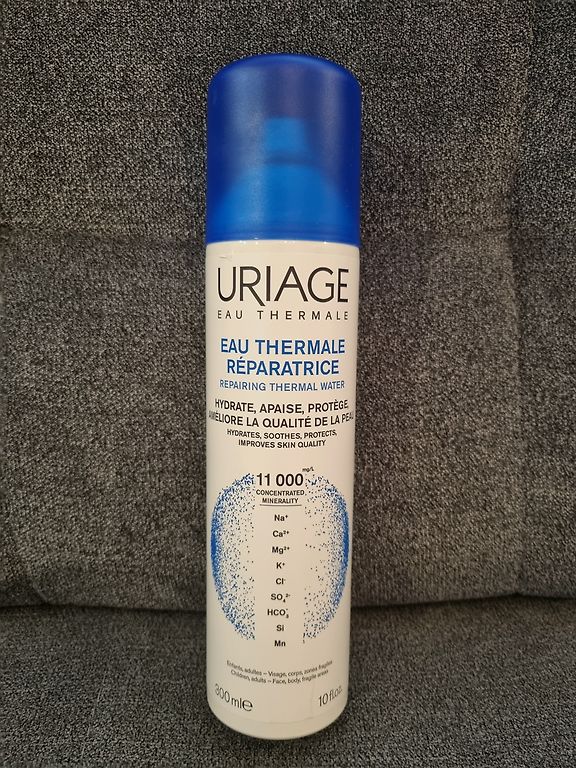 URIAGE
EAU THERMALE
EAU THERMALE
RÉPARATRICE
REPAIRING THERMAL WATER
HYDRATE, APAISE, PROTÈGE,
AMÉLIORE LA QUALITÉ DE LA PEAU
HYDRATES, SOOTHES, PROTECTS,
IMPROVES SKIN QUALITY
11 000 mg/L
CONCENTRATED
MINERALITY
Na⁺
Ca²⁺
Mg²⁺
K⁺
Cl⁻
SO₄²⁻
HCO₃⁻
Si
Mn
Enfants, adultes – Visage, corps, zones fragiles
Children, adults – Face, body, fragile areas
300 ml℮ 10 fl.oz.